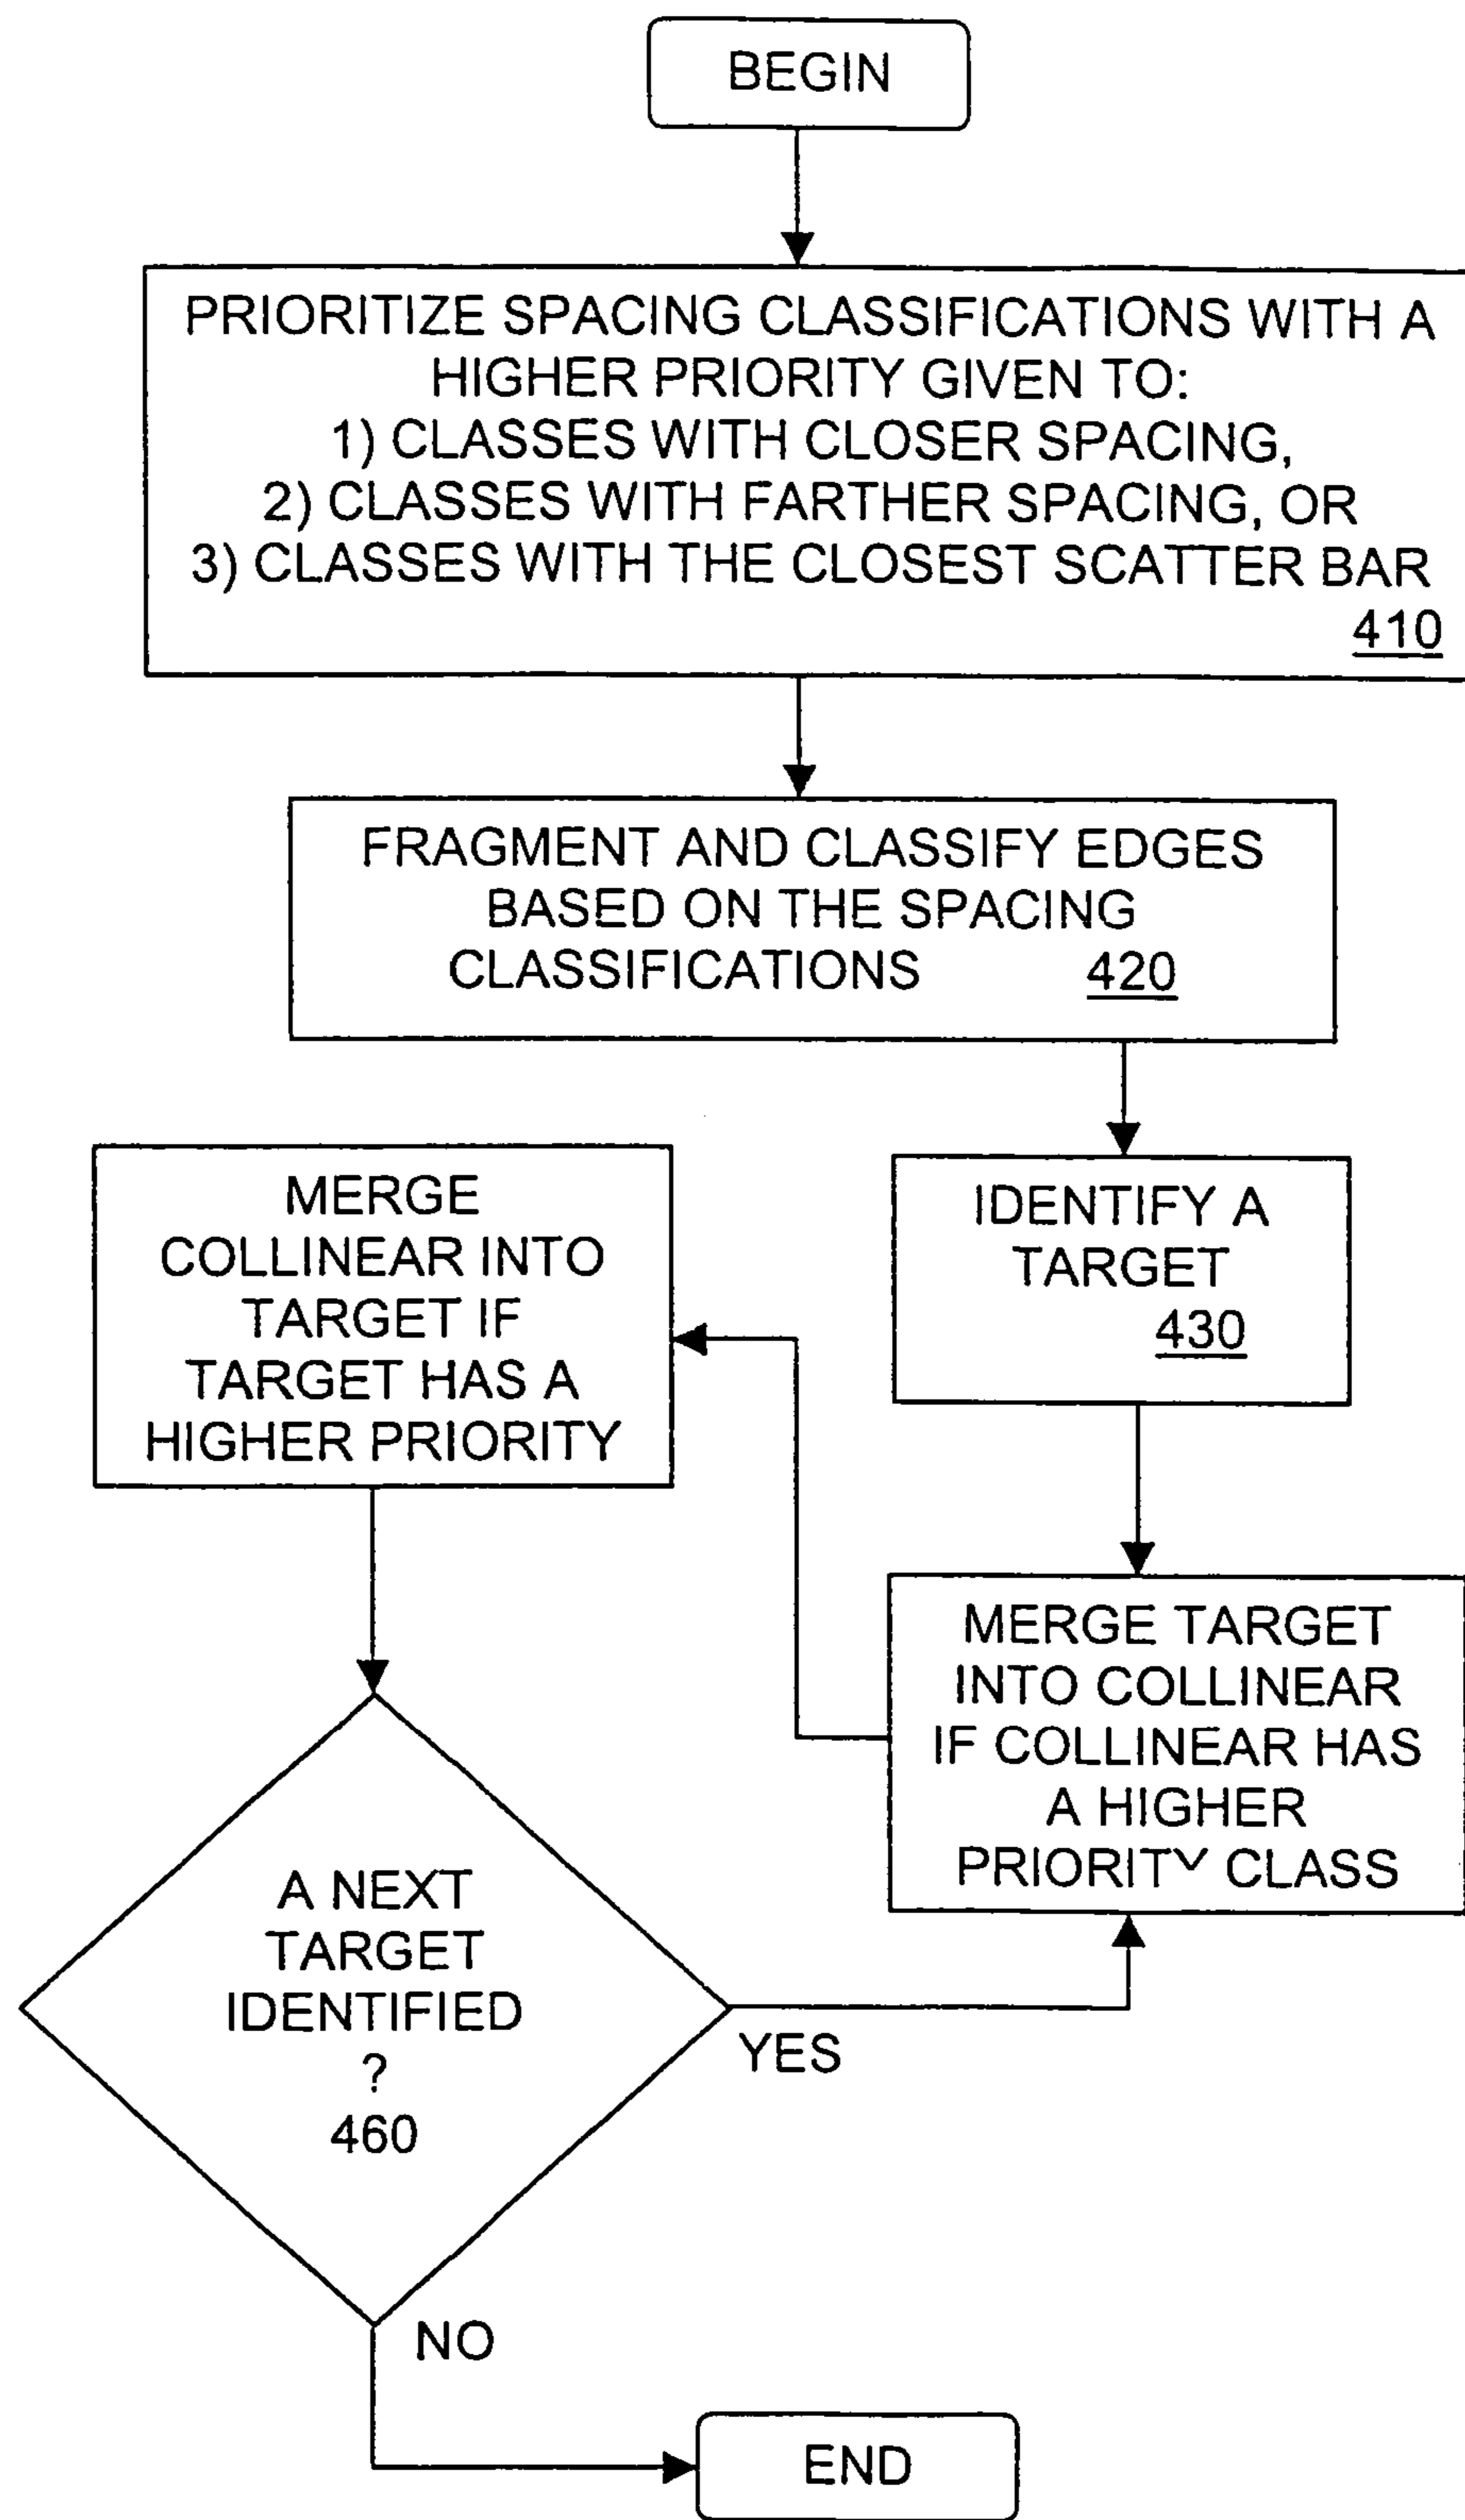 BEGIN
PRIORITIZE SPACING CLASSIFICATIONS WITH A
HIGHER PRIORITY GIVEN TO:
1) CLASSES WITH CLOSER SPACING,
2) CLASSES WITH FARTHER SPACING, OR
3) CLASSES WITH THE CLOSEST SCATTER BAR
410
FRAGMENT AND CLASSIFY EDGES
BASED ON THE SPACING
CLASSIFICATIONS 420
IDENTIFY A
TARGET
430
MERGE TARGET
INTO COLLINEAR
IF COLLINEAR HAS
A HIGHER
PRIORITY CLASS
MERGE
COLLINEAR INTO
TARGET IF
TARGET HAS A
HIGHER PRIORITY
A NEXT
TARGET
IDENTIFIED
?
460
YES
NO
END